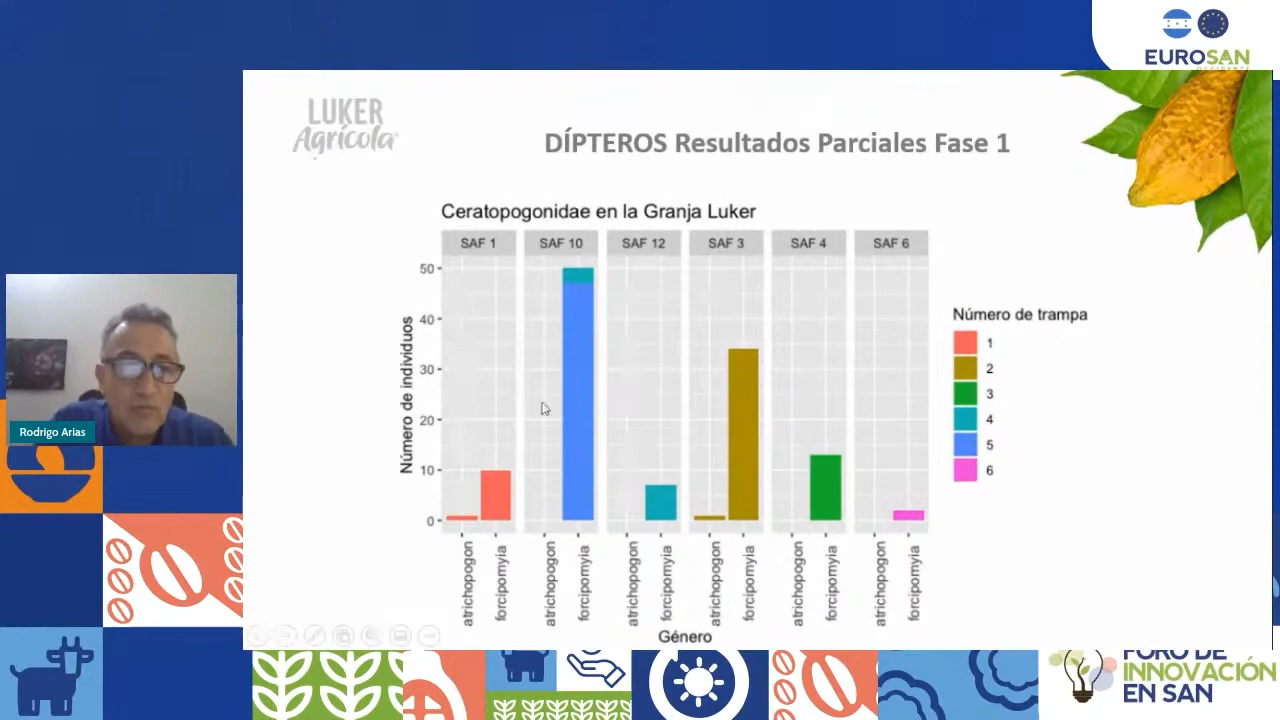 EUROSAN
OCCIDENTE
LUKER
Agrícola
DÍPTEROS Resultados Parciales Fase 1
Ceratopogonidae en la Granja Luker
SAF 1 SAF 10 SAF 12 SAF 3 SAF 4 SAF 6
Número de individuos
50
40
30
20
10
0
atrichopogon forcipomyia atrichopogon forcipomyia atrichopogon forcipomyia atrichopogon forcipomyia atrichopogon forcipomyia atrichopogon forcipomyia
Género
Número de trampa
1
2
3
4
5
6
Rodrigo Arias
FORO DE
INNOVACIÓN
EN SAN